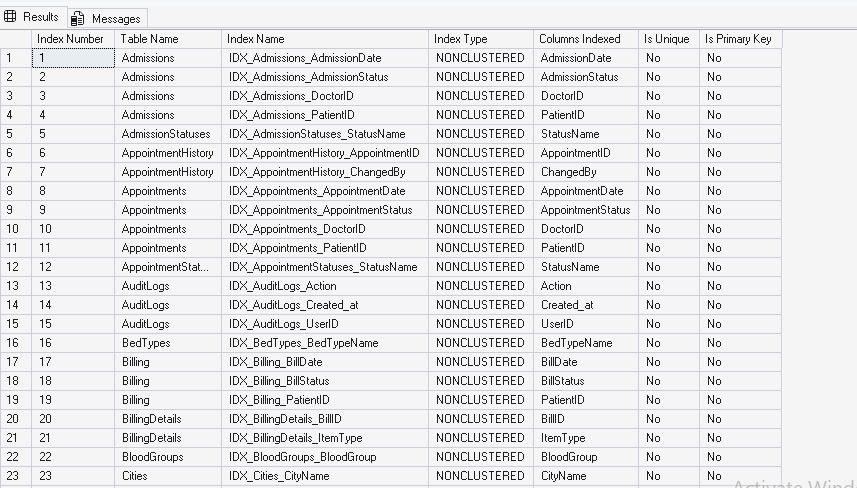 Results Messages
Index Number Table Name Index Name Index Type Columns Indexed Is Unique Is Primary Key
1 1 Admissions IDX_Admissions_AdmissionDate NONCLUSTERED AdmissionDate No No
2 2 Admissions IDX_Admissions_AdmissionStatus NONCLUSTERED AdmissionStatus No No
3 3 Admissions IDX_Admissions_DoctorID NONCLUSTERED DoctorID No No
4 4 Admissions IDX_Admissions_PatientID NONCLUSTERED PatientID No No
5 5 AdmissionStatuses IDX_AdmissionStatuses_StatusName NONCLUSTERED StatusName No No
6 6 AppointmentHistory IDX_AppointmentHistory_AppointmentID NONCLUSTERED AppointmentID No No
7 7 AppointmentHistory IDX_AppointmentHistory_ChangedBy NONCLUSTERED ChangedBy No No
8 8 Appointments IDX_Appointments_AppointmentDate NONCLUSTERED AppointmentDate No No
9 9 Appointments IDX_Appointments_AppointmentStatus NONCLUSTERED AppointmentStatus No No
10 10 Appointments IDX_Appointments_DoctorID NONCLUSTERED DoctorID No No
11 11 Appointments IDX_Appointments_PatientID NONCLUSTERED PatientID No No
12 12 AppointmentStat... IDX_AppointmentStatuses_StatusName NONCLUSTERED StatusName No No
13 13 AuditLogs IDX_AuditLogs_Action NONCLUSTERED Action No No
14 14 AuditLogs IDX_AuditLogs_Created_at NONCLUSTERED Created_at No No
15 15 AuditLogs IDX_AuditLogs_UserID NONCLUSTERED UserID No No
16 16 BedTypes IDX_BedTypes_BedTypeName NONCLUSTERED BedTypeName No No
17 17 Billing IDX_Billing_BillDate NONCLUSTERED BillDate No No
18 18 Billing IDX_Billing_BillStatus NONCLUSTERED BillStatus No No
19 19 Billing IDX_Billing_PatientID NONCLUSTERED PatientID No No
20 20 BillingDetails IDX_BillingDetails_BillID NONCLUSTERED BillID No No
21 21 BillingDetails IDX_BillingDetails_ItemType NONCLUSTERED ItemType No No
22 22 BloodGroups IDX_BloodGroups_BloodGroup NONCLUSTERED BloodGroup No No
23 23 Cities IDX_Cities_CityName NONCLUSTERED CityName No No